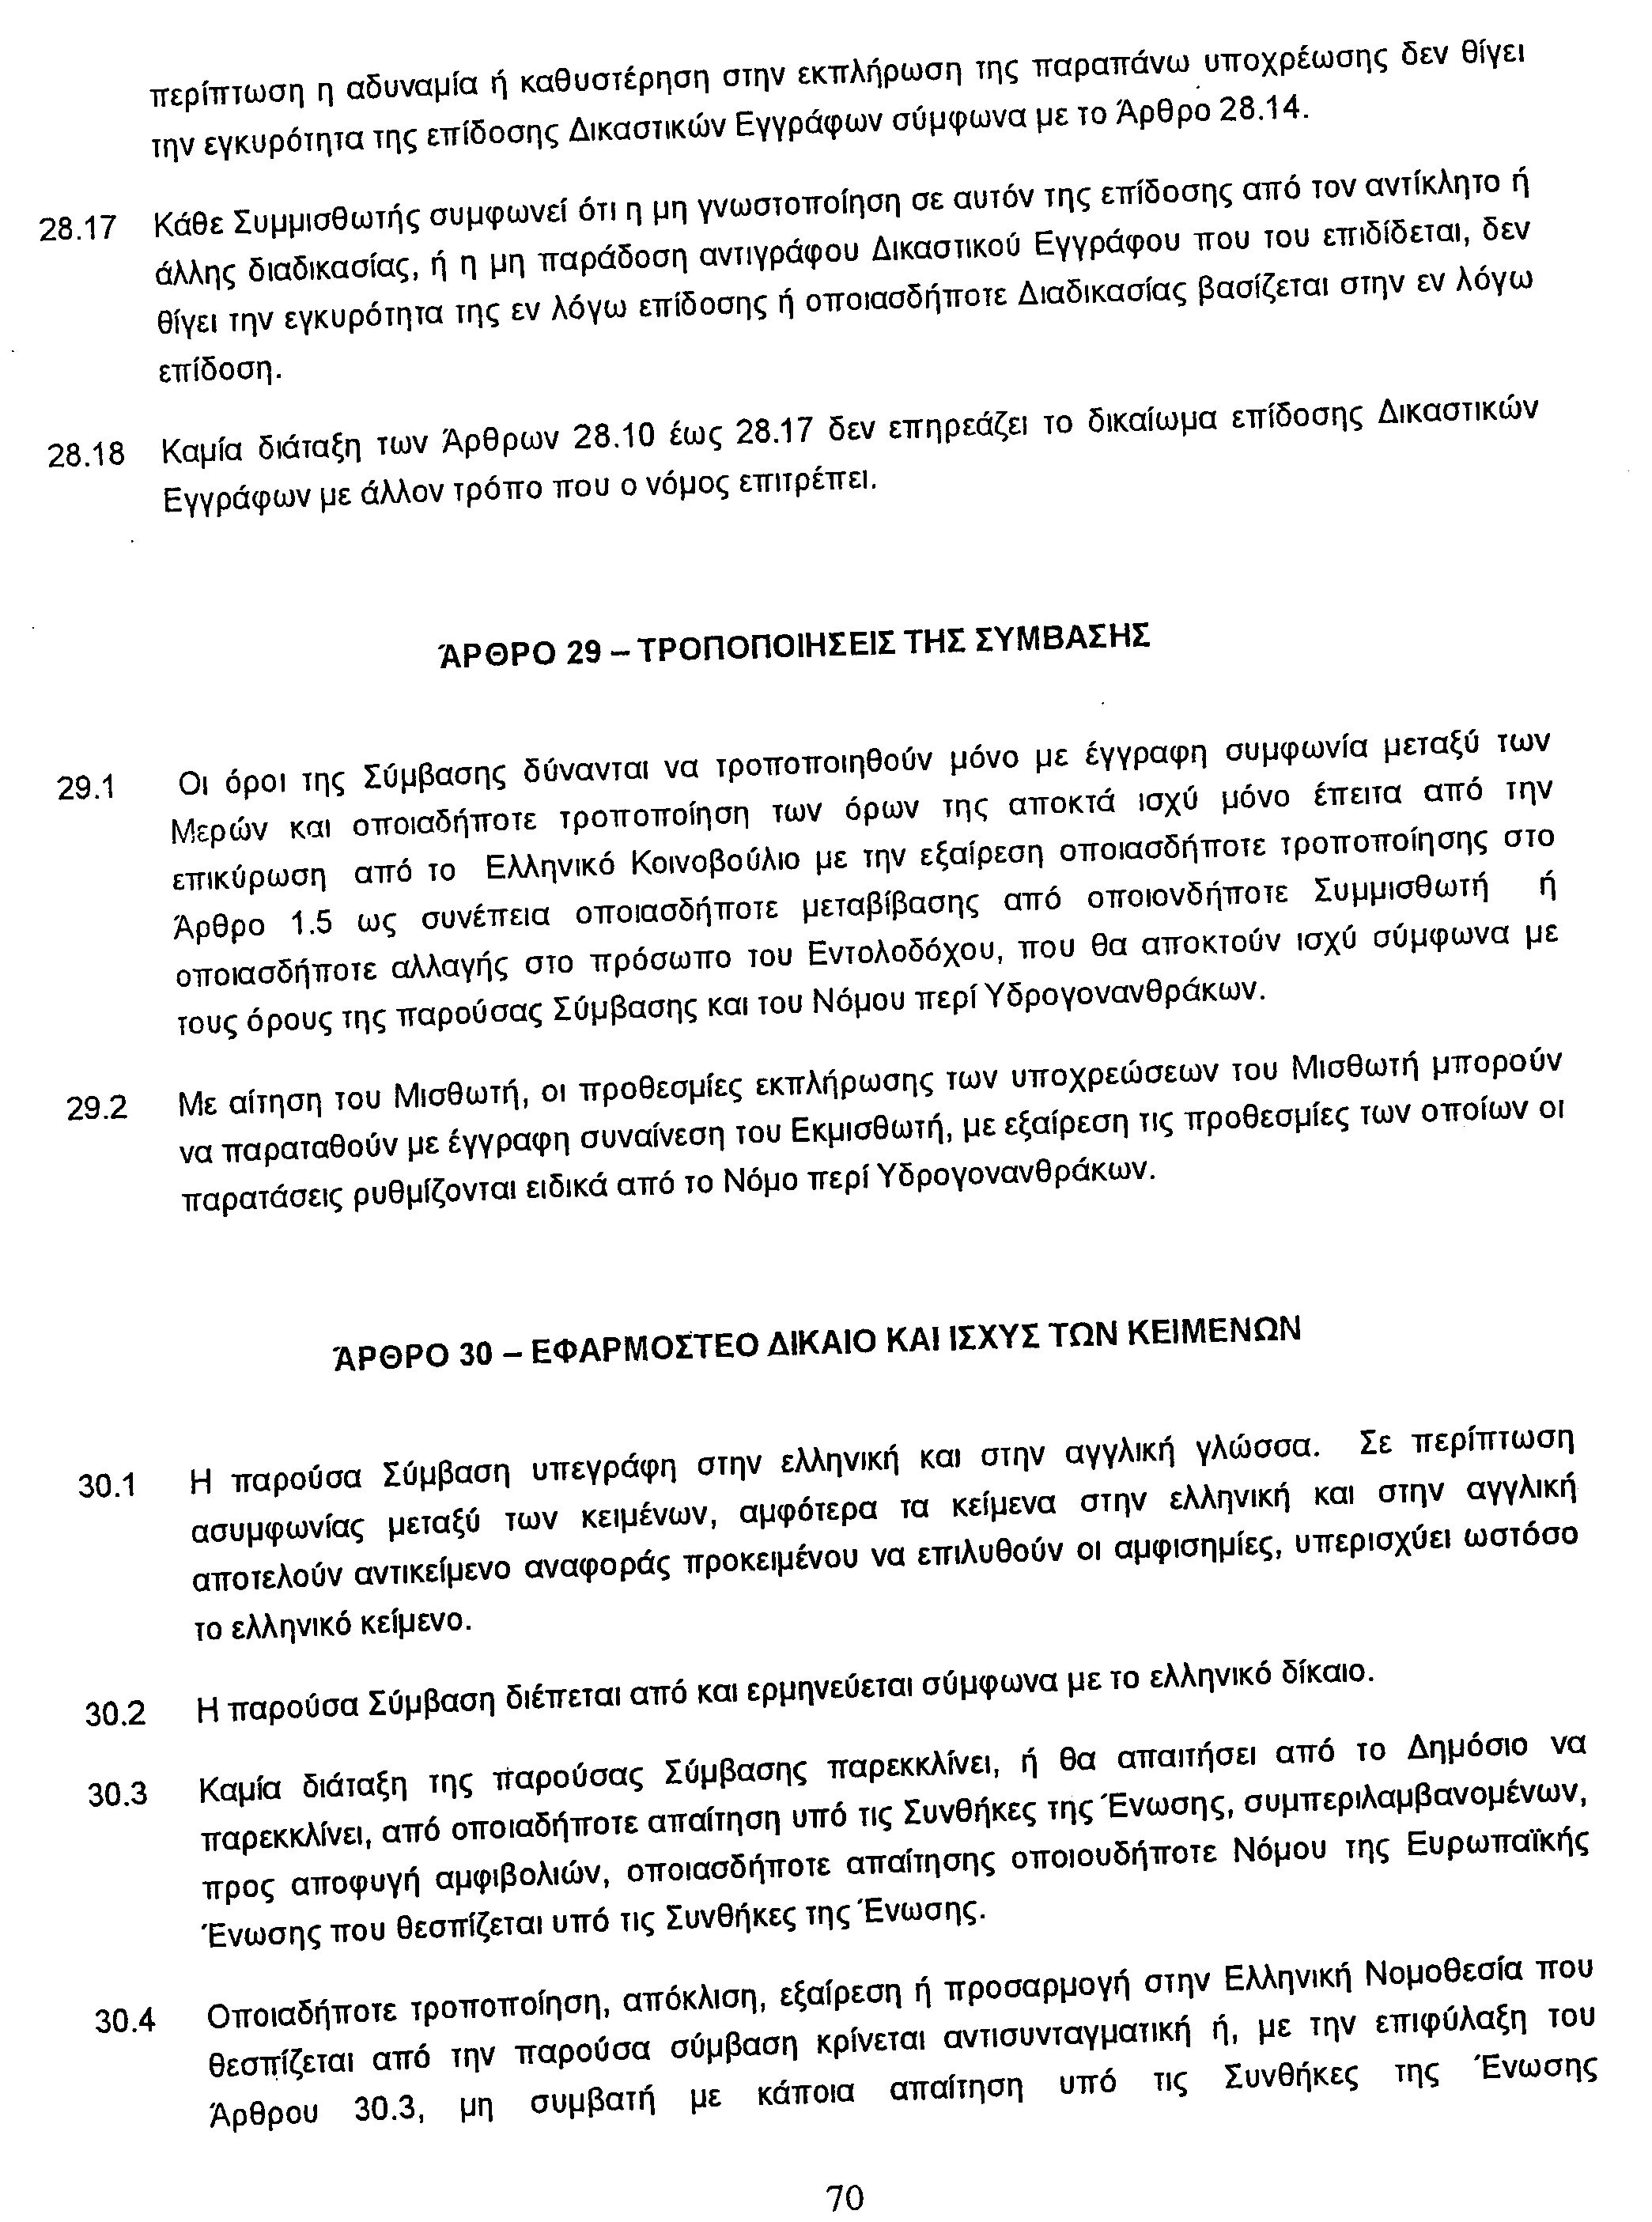 περίπτωση η αδυναμία ή καθυστέρηση στην εκπλήρωση της παραπάνω υποχρέωσης δεν θίγει
την εγκυρότητα της επίδοσης Δικαστικών Εγγράφων σύμφωνα με το Άρθρο 28.14.
28.17 Κάθε Συμμισθωτής συμφωνεί ότι η μη γνωστοποίηση σε αυτόν της επίδοσης από τον αντίκλητο ή
άλλης διαδικασίας, ή η μη παράδοση αντιγράφου Δικαστικού Εγγράφου που του επιδίδεται, δεν
θίγει την εγκυρότητα της εν λόγω επίδοσης ή οποιασδήποτε Διαδικασίας βασίζεται στην εν λόγω
επίδοση.
28.18 Καμία διάταξη των Άρθρων 28.10 έως 28.17 δεν επηρεάζει το δικαίωμα επίδοσης Δικαστικών
Εγγράφων με άλλον τρόπο που ο νόμος επιτρέπει.
ΆΡΘΡΟ 29 – ΤΡΟΠΟΠΟΙΗΣΕΙΣ ΤΗΣ ΣΥΜΒΑΣΗΣ
29.1 Οι όροι της Σύμβασης δύνανται να τροποποιηθούν μόνο με έγγραφη συμφωνία μεταξύ των
Μερών και οποιαδήποτε τροποποίηση των όρων της αποκτά ισχύ μόνο έπειτα από την
επικύρωση από το Ελληνικό Κοινοβούλιο με την εξαίρεση οποιασδήποτε τροποποίησης στο
Άρθρο 1.5 ως συνέπεια οποιασδήποτε μεταβίβασης από οποιονδήποτε Συμμισθωτή ή
οποιασδήποτε αλλαγής στο πρόσωπο του Εντολοδόχου, που θα αποκτούν ισχύ σύμφωνα με
τους όρους της παρούσας Σύμβασης και του Νόμου περί Υδρογονανθράκων.
29.2 Με αίτηση του Μισθωτή, οι προθεσμίες εκπλήρωσης των υποχρεώσεων του Μισθωτή μπορούν
να παραταθούν με έγγραφη συναίνεση του Εκμισθωτή, με εξαίρεση τις προθεσμίες των οποίων οι
παρατάσεις ρυθμίζονται ειδικά από το Νόμο περί Υδρογονανθράκων.
ΆΡΘΡΟ 30 – ΕΦΑΡΜΟΣΤΕΟ ΔΙΚΑΙΟ ΚΑΙ ΙΣΧΥΣ ΤΩΝ ΚΕΙΜΕΝΩΝ
30.1 Η παρούσα Σύμβαση υπεγράφη στην ελληνική και στην αγγλική γλώσσα. Σε περίπτωση
ασυμφωνίας μεταξύ των κειμένων, αμφότερα τα κείμενα στην ελληνική και στην αγγλική
αποτελούν αντικείμενο αναφοράς προκειμένου να επιλυθούν οι αμφισημίες, υπερισχύει ωστόσο
το ελληνικό κείμενο.
30.2 Η παρούσα Σύμβαση διέπεται από και ερμηνεύεται σύμφωνα με το ελληνικό δίκαιο.
30.3 Καμία διάταξη της παρούσας Σύμβασης παρεκκλίνει, ή θα απαιτήσει από το Δημόσιο να
παρεκκλίνει, από οποιαδήποτε απαίτηση υπό τις Συνθήκες της Ένωσης, συμπεριλαμβανομένων,
προς αποφυγή αμφιβολιών, οποιασδήποτε απαίτησης οποιουδήποτε Νόμου της Ευρωπαϊκής
Ένωσης που θεσπίζεται υπό τις Συνθήκες της Ένωσης.
30.4 Οποιαδήποτε τροποποίηση, απόκλιση, εξαίρεση ή προσαρμογή στην Ελληνική Νομοθεσία που
θεσπίζεται από την παρούσα σύμβαση κρίνεται αντισυνταγματική ή, με την επιφύλαξη του
Άρθρου 30.3, μη συμβατή με κάποια απαίτηση υπό τις Συνθήκες της Ένωσης
70